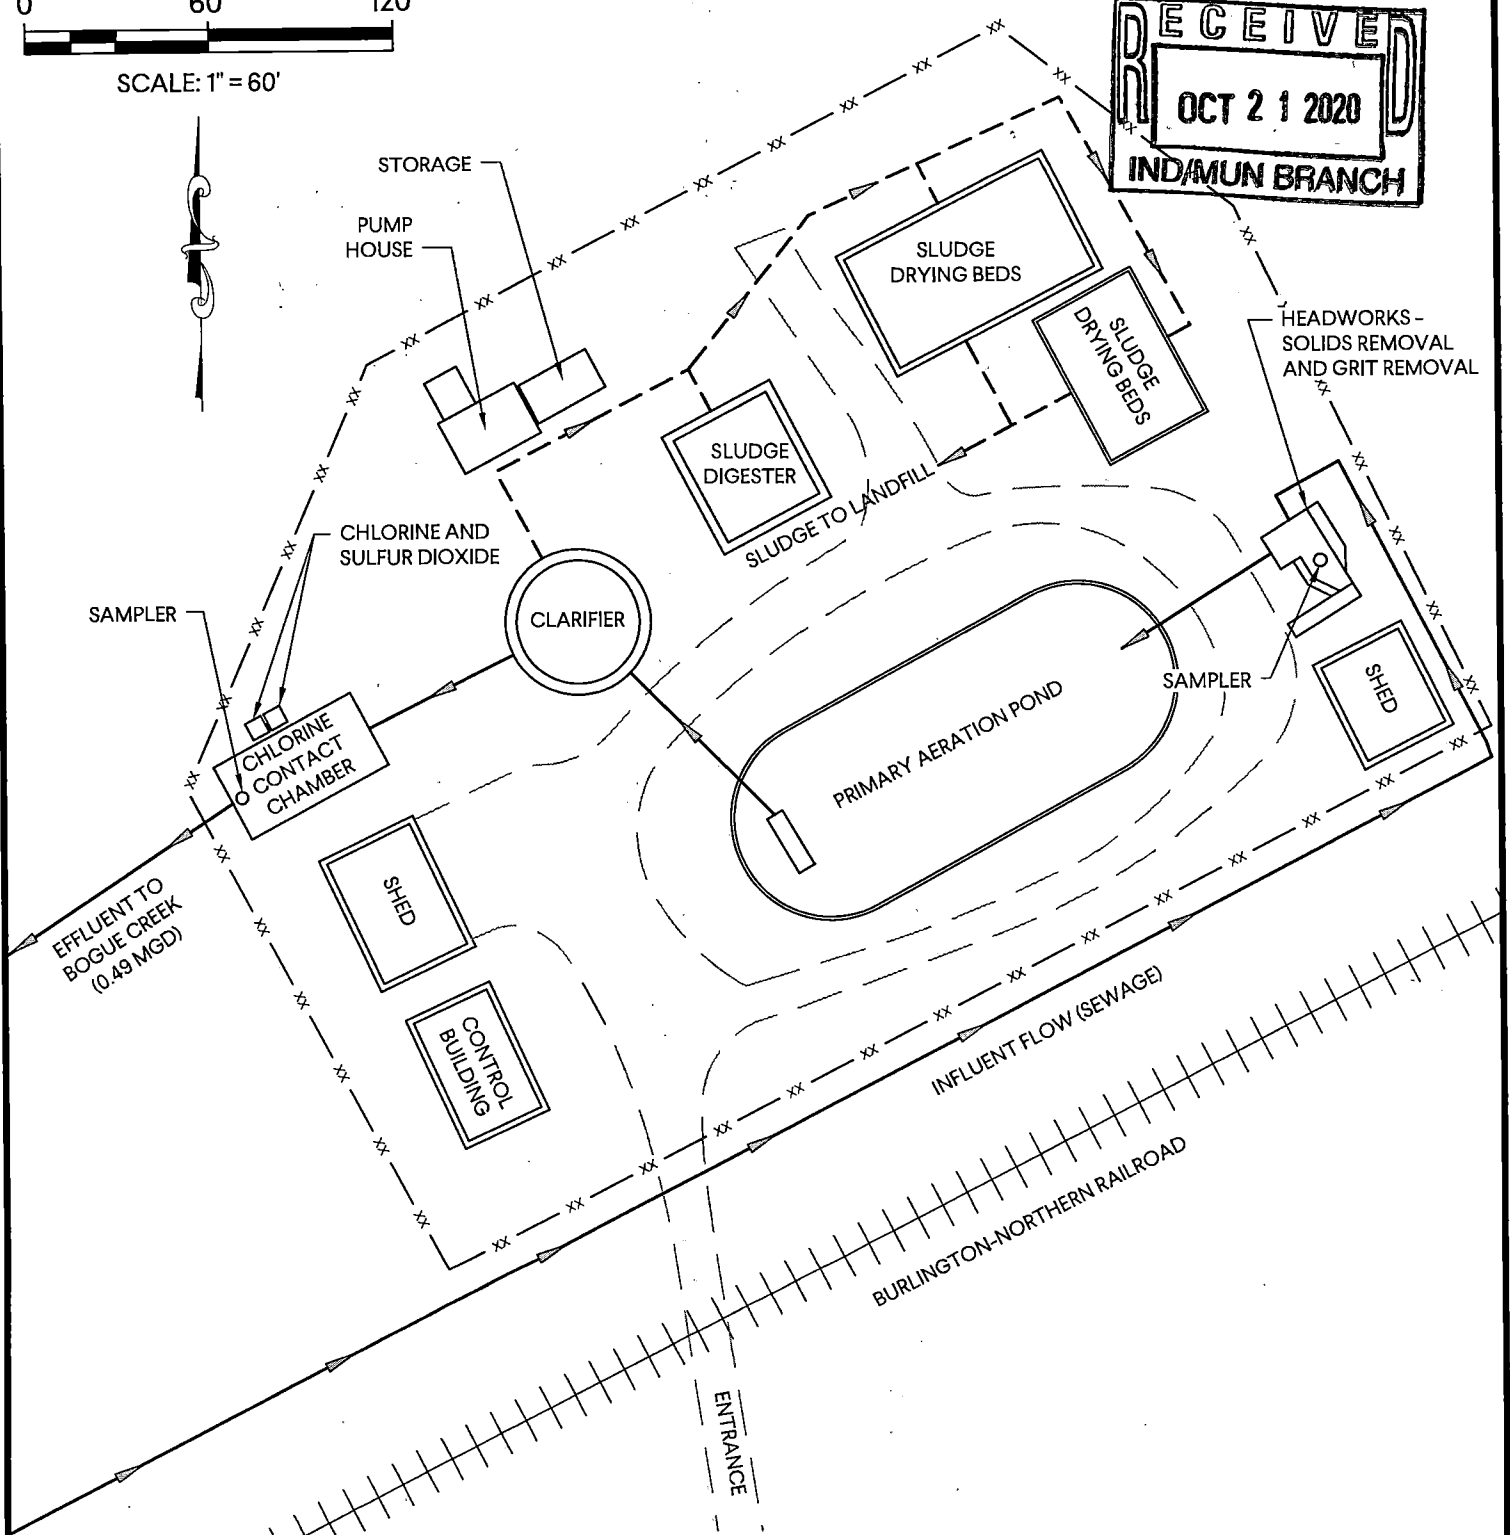 0 60 120
SCALE: 1" = 60'
RECEIVED
OCT 2 1 2020
IND/MUN BRANCH
STORAGE
PUMP
HOUSE
SLUDGE
DRYING BEDS
SLUDGE
DRYING BEDS
HEADWORKS -
SOLIDS REMOVAL
AND GRIT REMOVAL
SLUDGE
DIGESTER
SLUDGE TO LANDFILL
CHLORINE AND
SULFUR DIOXIDE
SAMPLER
CLARIFIER
SAMPLER
SHED
PRIMARY AERATION POND
CHLORINE
CONTACT
CHAMBER
SHED
EFFLUENT TO
BOGUE CREEK
(0.49 MGD)
CONTROL
BUILDING
INFLUENT FLOW (SEWAGE)
BURLINGTON-NORTHERN RAILROAD
ENTRANCE